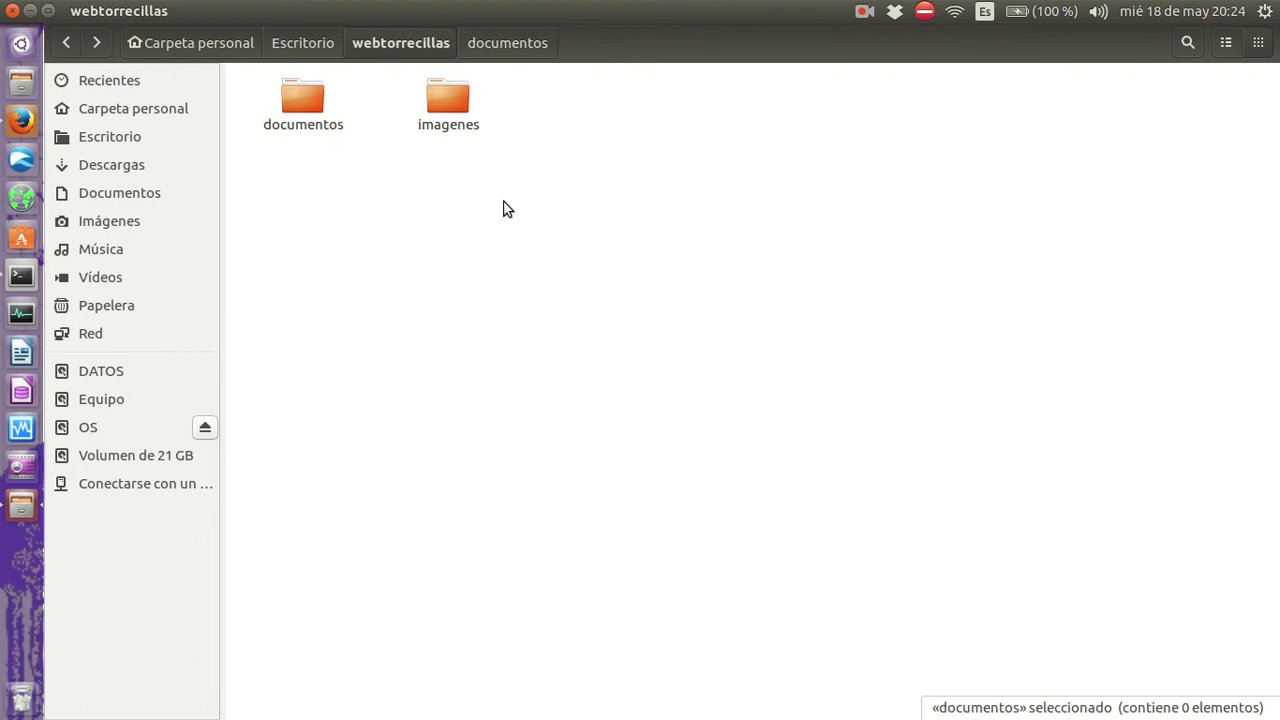 webtorrecillas
Es
(100 %)
mié 18 de may 20:24
Carpeta personal
Escritorio
webtorrecillas
documentos
Recientes
Carpeta personal
Escritorio
Descargas
Documentos
Imágenes
Música
Vídeos
Papelera
Red
DATOS
Equipo
OS
Volumen de 21 GB
Conectarse con un …
documentos
imagenes
«documentos» seleccionado (contiene 0 elementos)